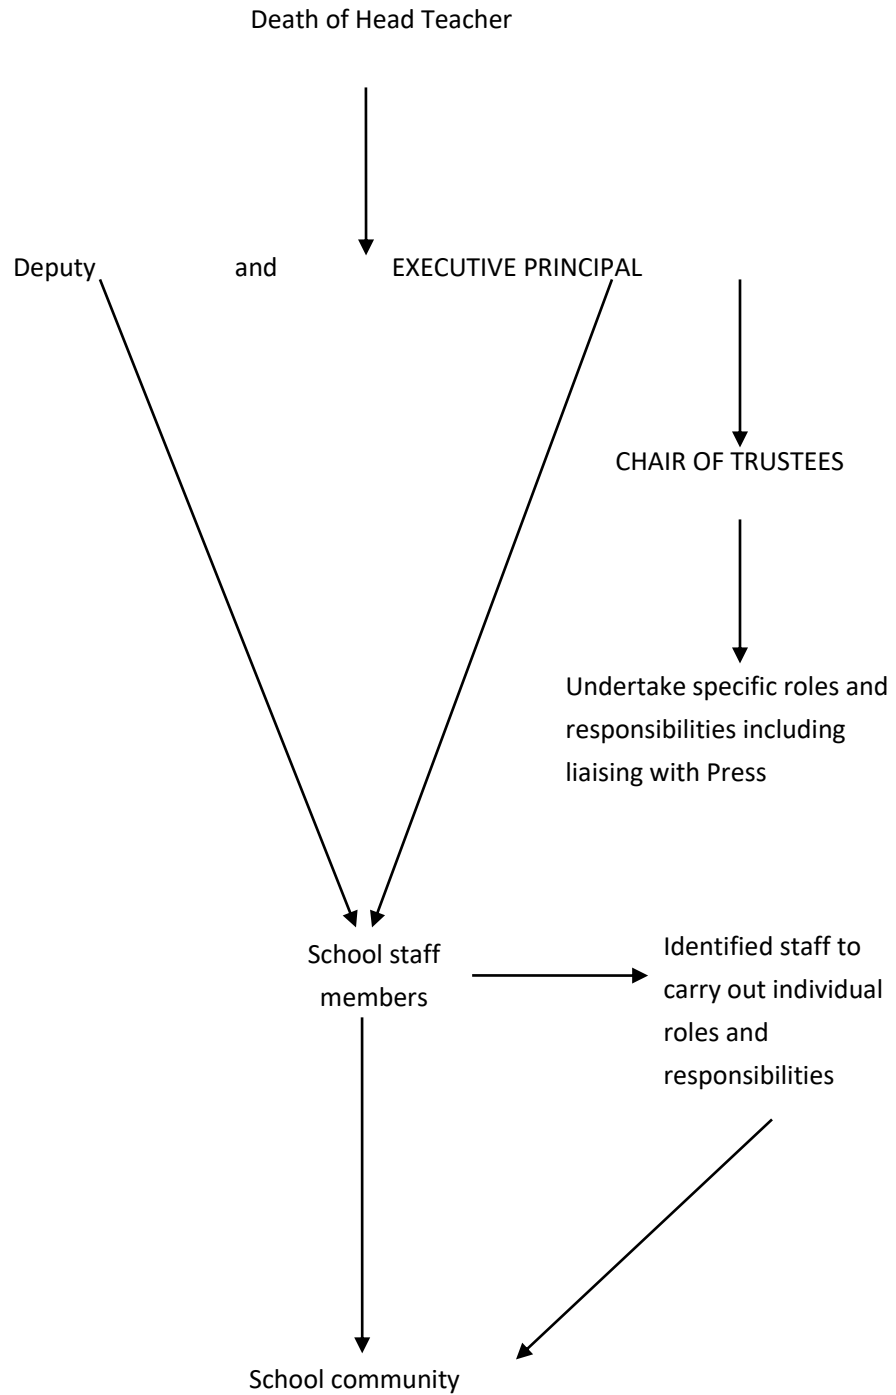 Death of Head Teacher
Deputy and EXECUTIVE PRINCIPAL
CHAIR OF TRUSTEES
Undertake specific roles and
responsibilities including
liaising with Press
School staff
members
Identified staff to
carry out individual
roles and
responsibilities
School community